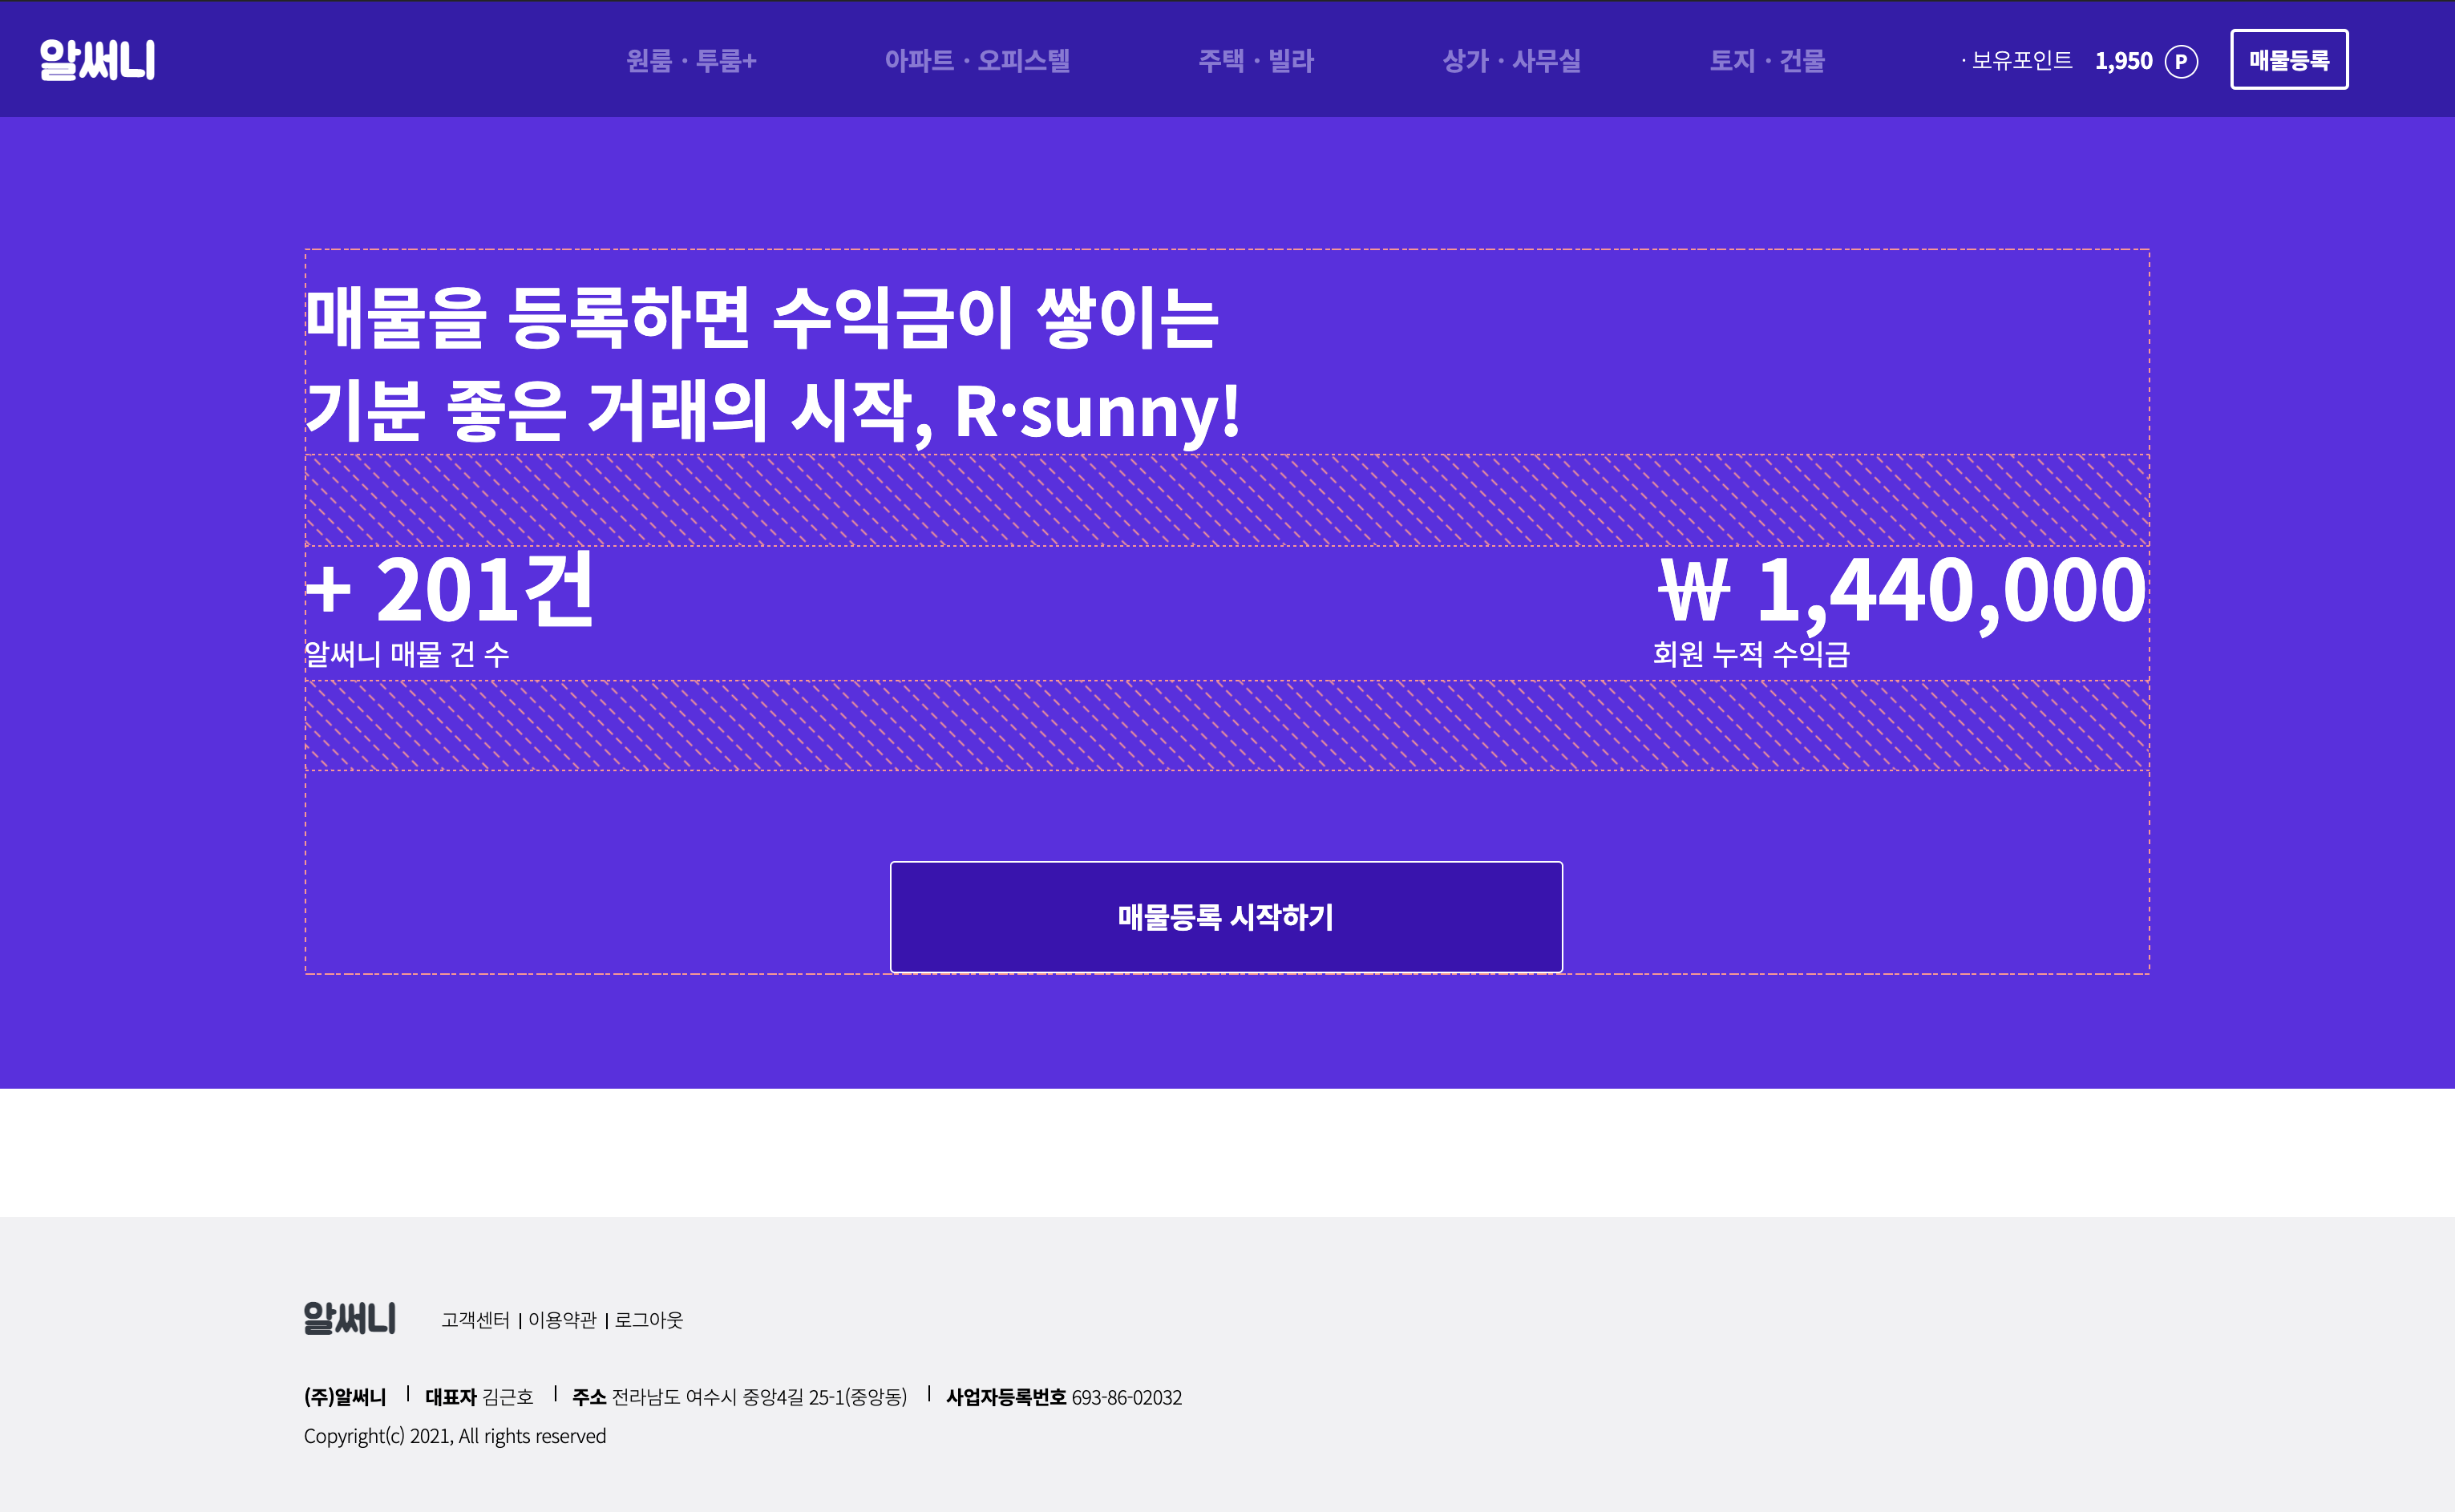 알써니
원룸 · 투룸+
아파트 · 오피스텔
주택 · 빌라
상가 · 사무실
토지 · 건물
· 보유포인트 1,950 P
매물등록
매물을 등록하면 수익금이 쌓이는
기분 좋은 거래의 시작, R·sunny!
+ 201건
알써니 매물 건 수
₩ 1,440,000
회원 누적 수익금
매물등록 시작하기
알써니
고객센터 | 이용약관 | 로그아웃
(주)알써니 | 대표자 김근호 | 주소 전라남도 여수시 중앙4길 25-1(중앙동) | 사업자등록번호 693-86-02032
Copyright(c) 2021, All rights reserved